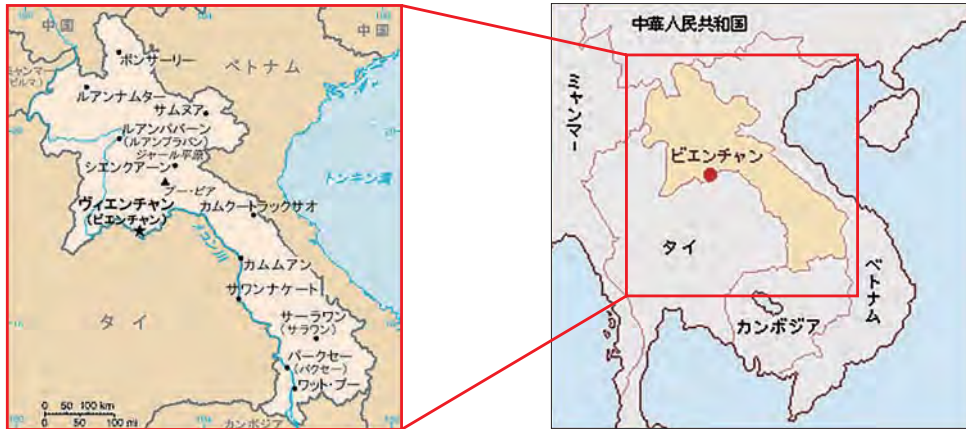 中国
中国
ポンサーリー
ミャンマー
(ビルマ)
ベトナム
ルアンナムター
サムヌア
ルアンパバーン
(ルアンプラバン)
ジャール平原
シエンクアーン
プー・ビア
トンキン湾
ヴィエンチャン
(ビエンチャン)
カムクートラックサオ
メコン川
カムムアン
サワンナケート
タイ
サーラワン
(サラワン)
パークセー
(パクセー)
ワット・プー
0 50 100 km
0 50 100 mi
カンボジア
中華人民共和国
ミャンマー
ビエンチャン
タイ
ベトナム
カンボジア